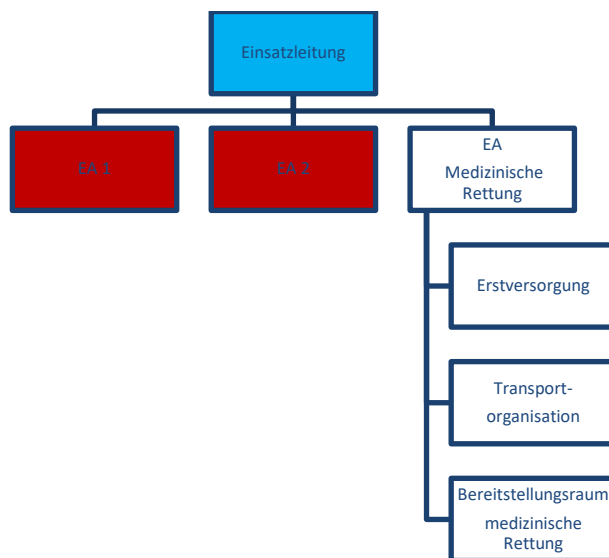 Einsatzleitung
EA 1
EA 2
EA
Medizinische
Rettung
Erstversorgung
Transport-
organisation
Bereitstellungsraum
medizinische
Rettung